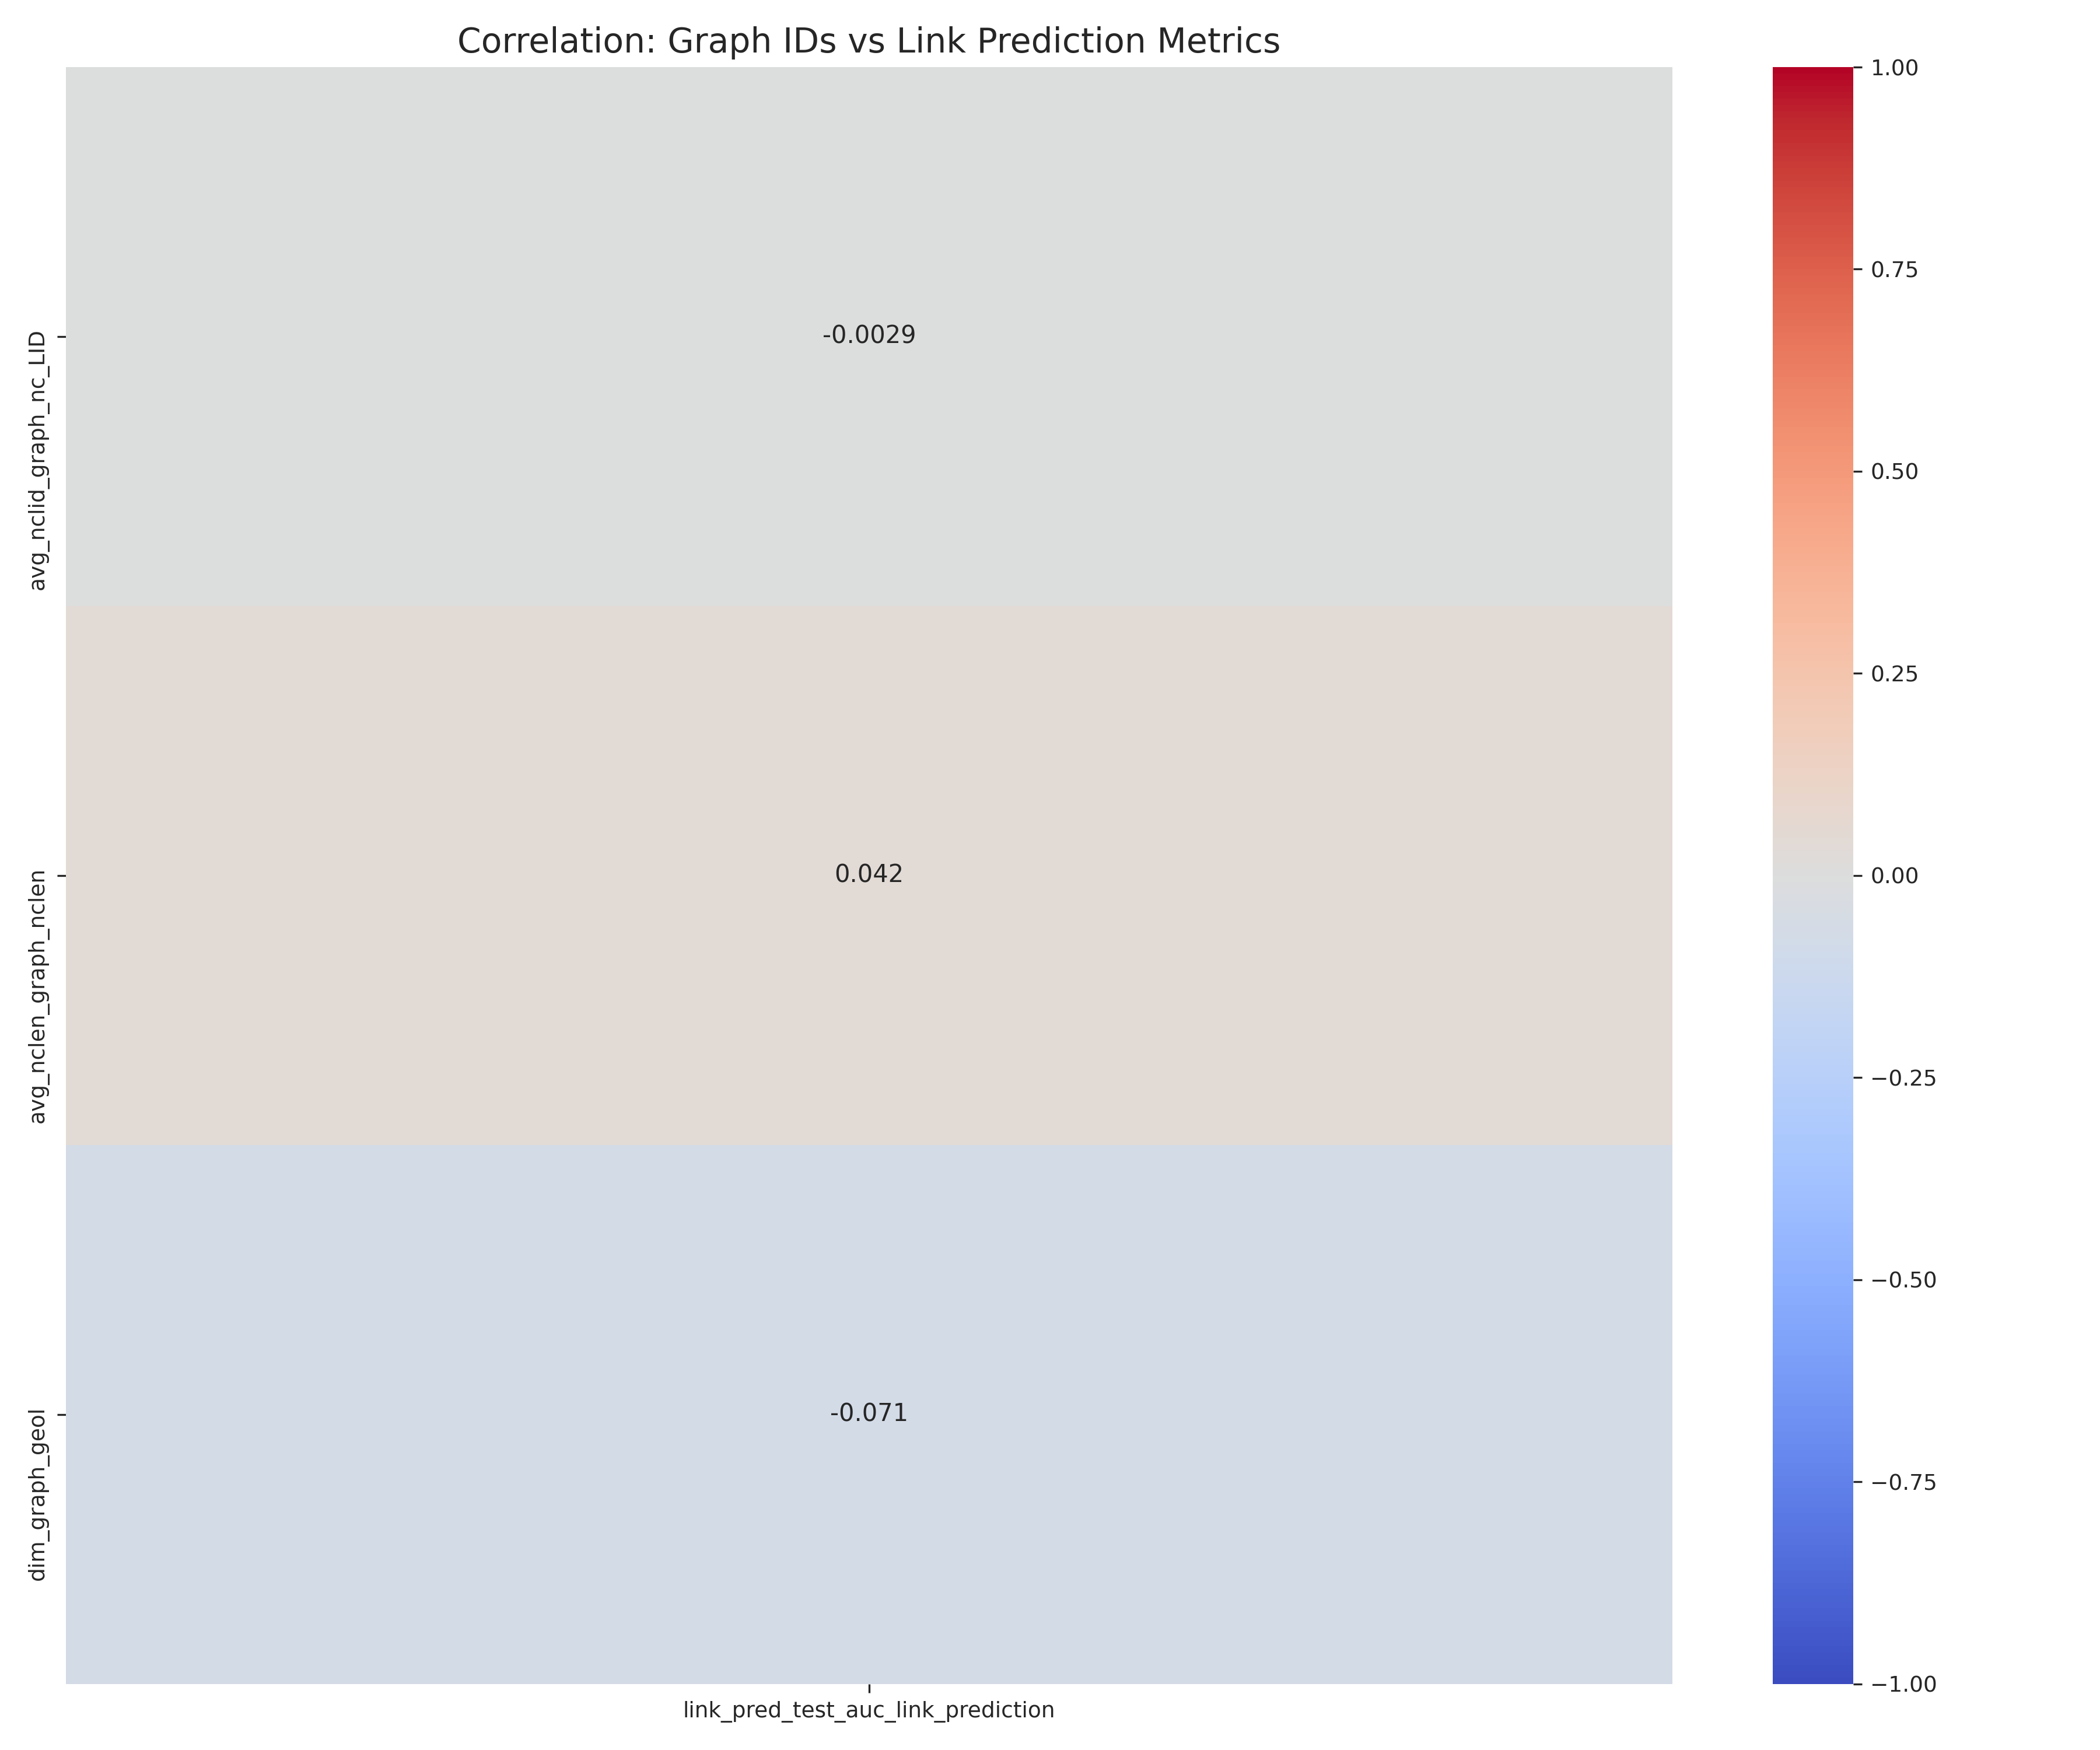 Correlation: Graph IDs vs Link Prediction Metrics
avg_nclid_graph_nc_LID
-0.0029
avg_nclen_graph_nclen
0.042
dim_graph_geol
-0.071
link_pred_test_auc_link_prediction
1.00
0.75
0.50
0.25
0.00
−0.25
−0.50
−0.75
−1.00